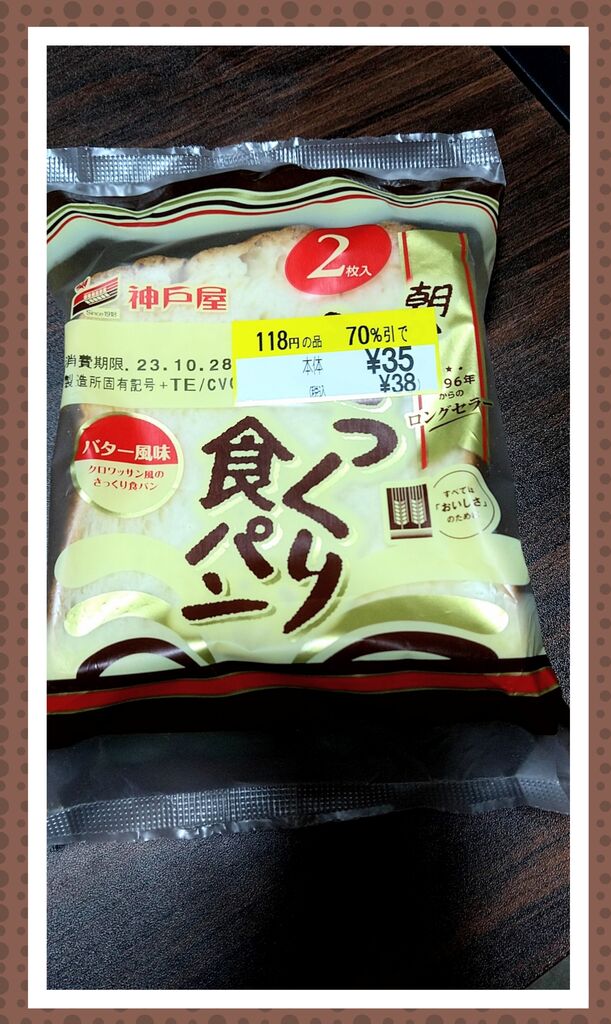 2枚入
神戸屋
Since1918
朝
118円の品 70%引で
本体 ¥35
(税込) ¥38
消費期限. 23.10.28
製造所固有記号+TE/CV
96年
からの
ロングセラー
バター風味
クロワッサン風の
さっくり食パン
っくり
食パン
すべては
「おいしさ」
のため